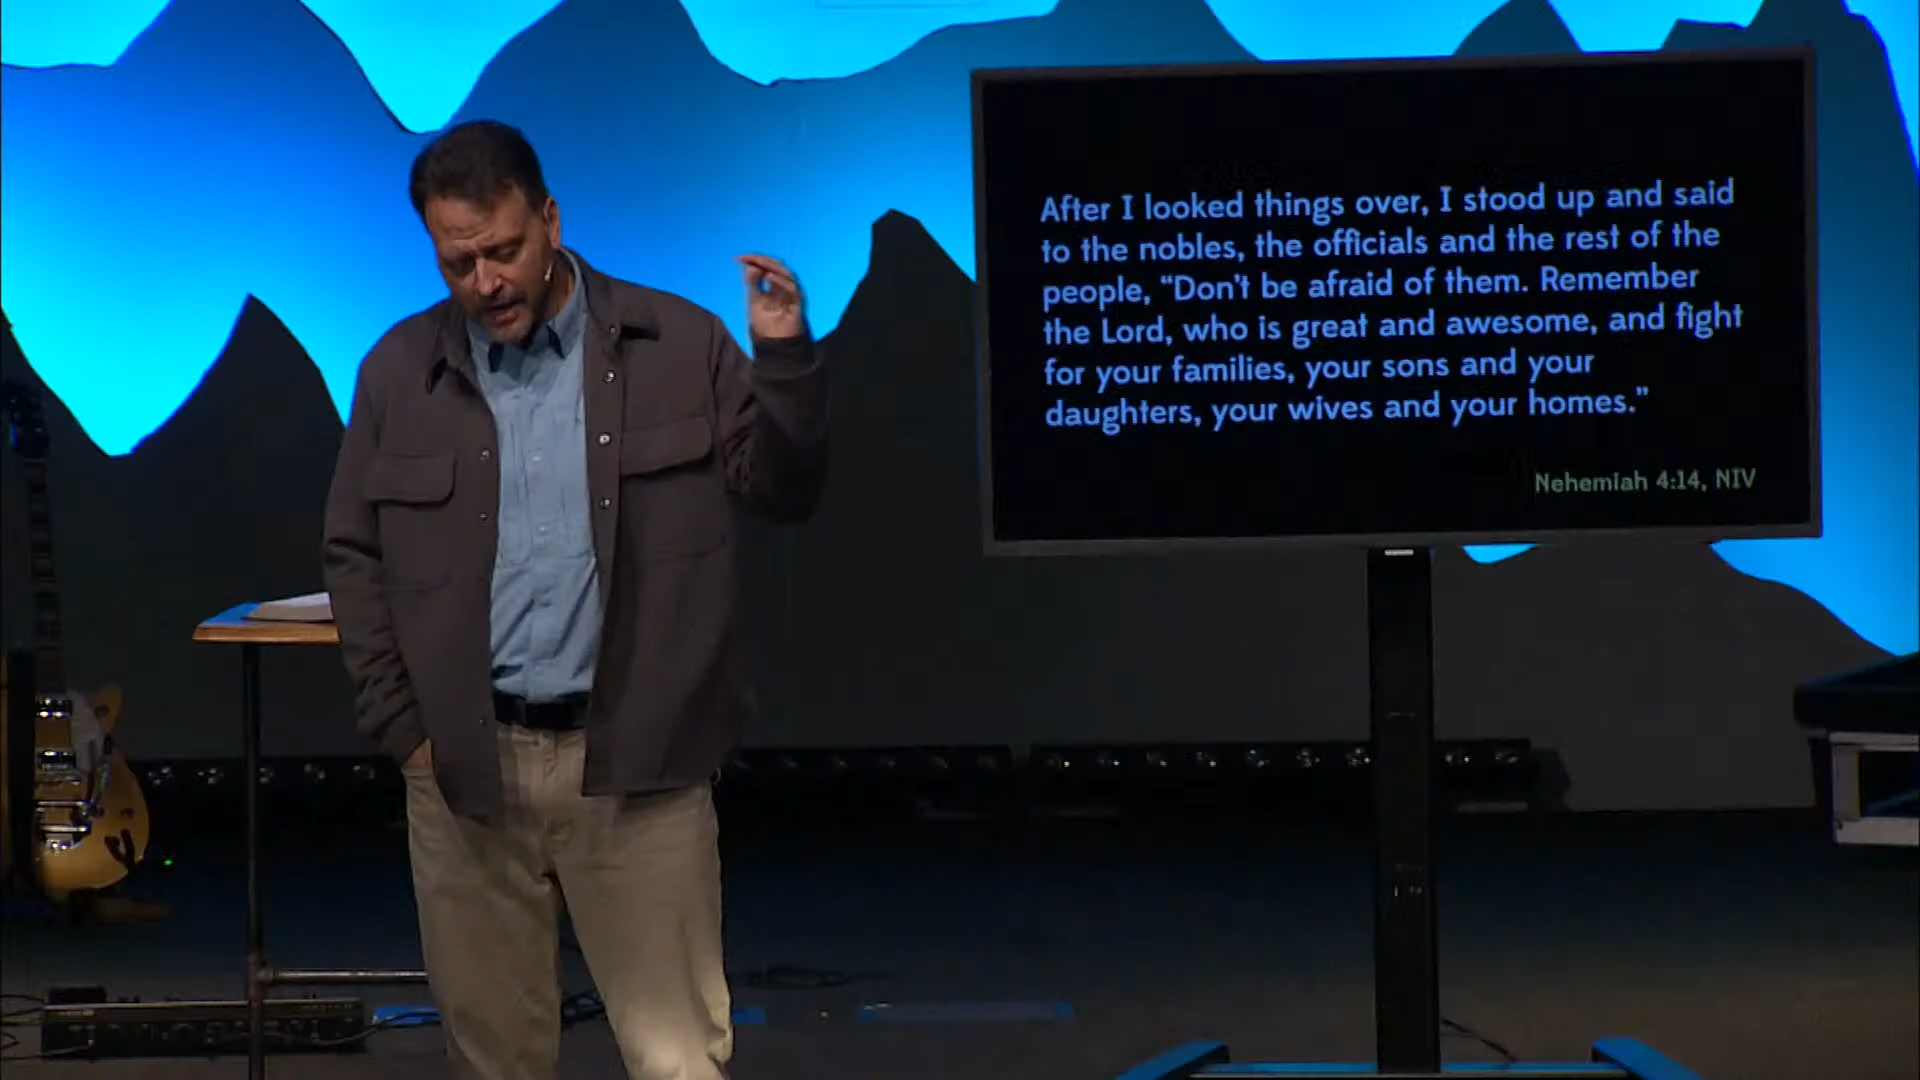 After I looked things over, I stood up and said
to the nobles, the officials and the rest of the
people, “Don’t be afraid of them. Remember
the Lord, who is great and awesome, and fight
for your families, your sons and your
daughters, your wives and your homes.”
Nehemiah 4:14, NIV